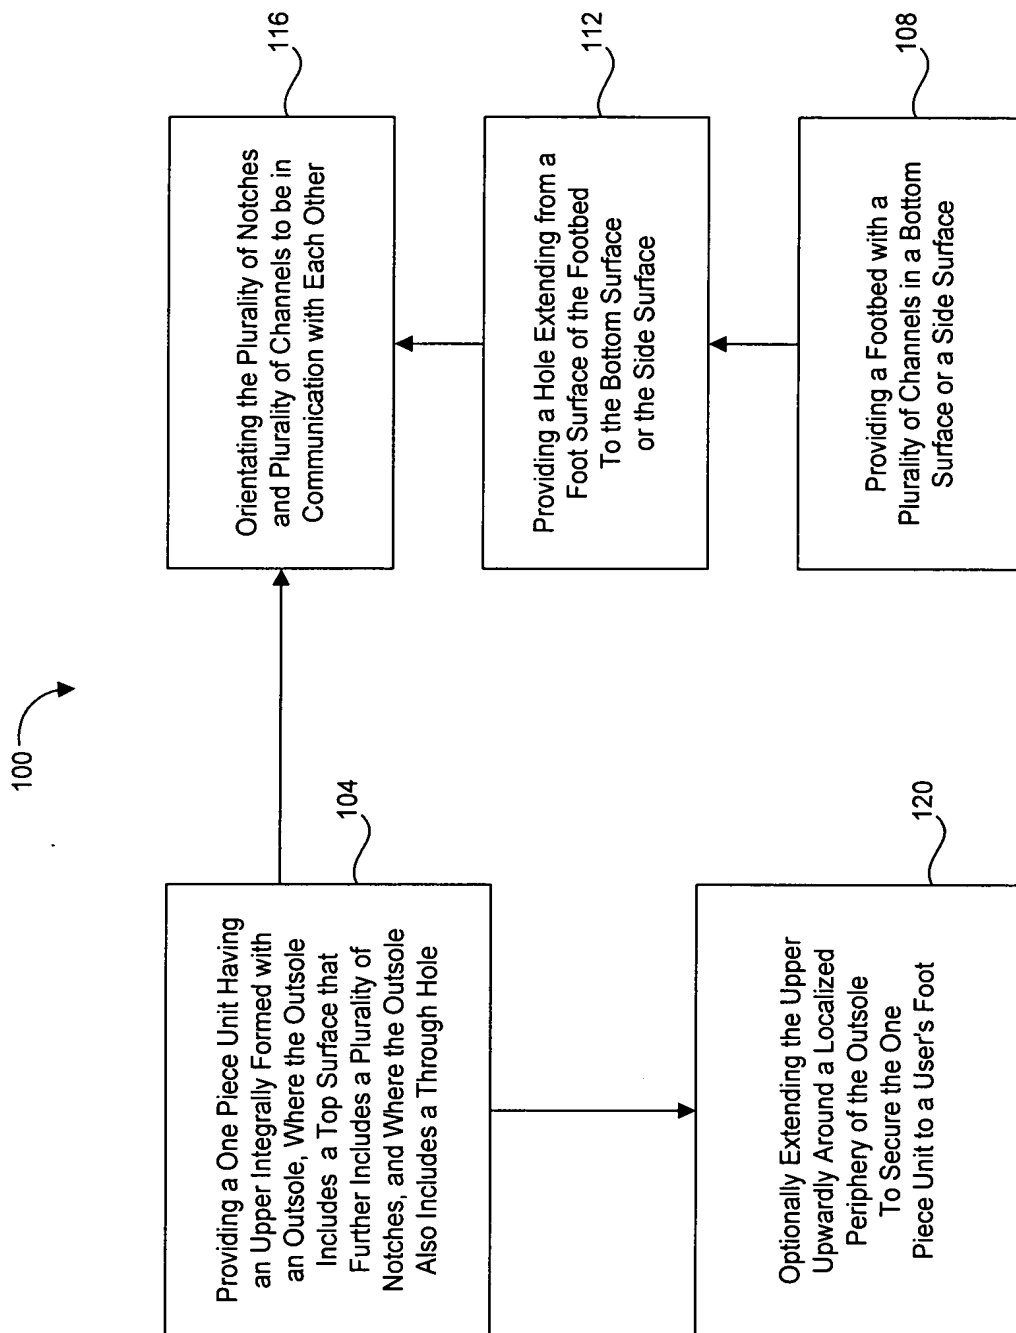 100
Providing a One Piece Unit Having
an Upper Integrally Formed with
an Outsole, Where the Outsole
Includes a Top Surface that
Further Includes a Plurality of
Notches, and Where the Outsole
Also Includes a Through Hole
104
Orientating the Plurality of Notches
and Plurality of Channels to be in
Communication with Each Other
116
Providing a Hole Extending from a
Foot Surface of the Footbed
To the Bottom Surface
or the Side Surface
112
Providing a Footbed with a
Plurality of Channels in a Bottom
Surface or a Side Surface
108
Optionally Extending the Upper
Upwardly Around a Localized
Periphery of the Outsole
To Secure the One
Piece Unit to a User's Foot
120